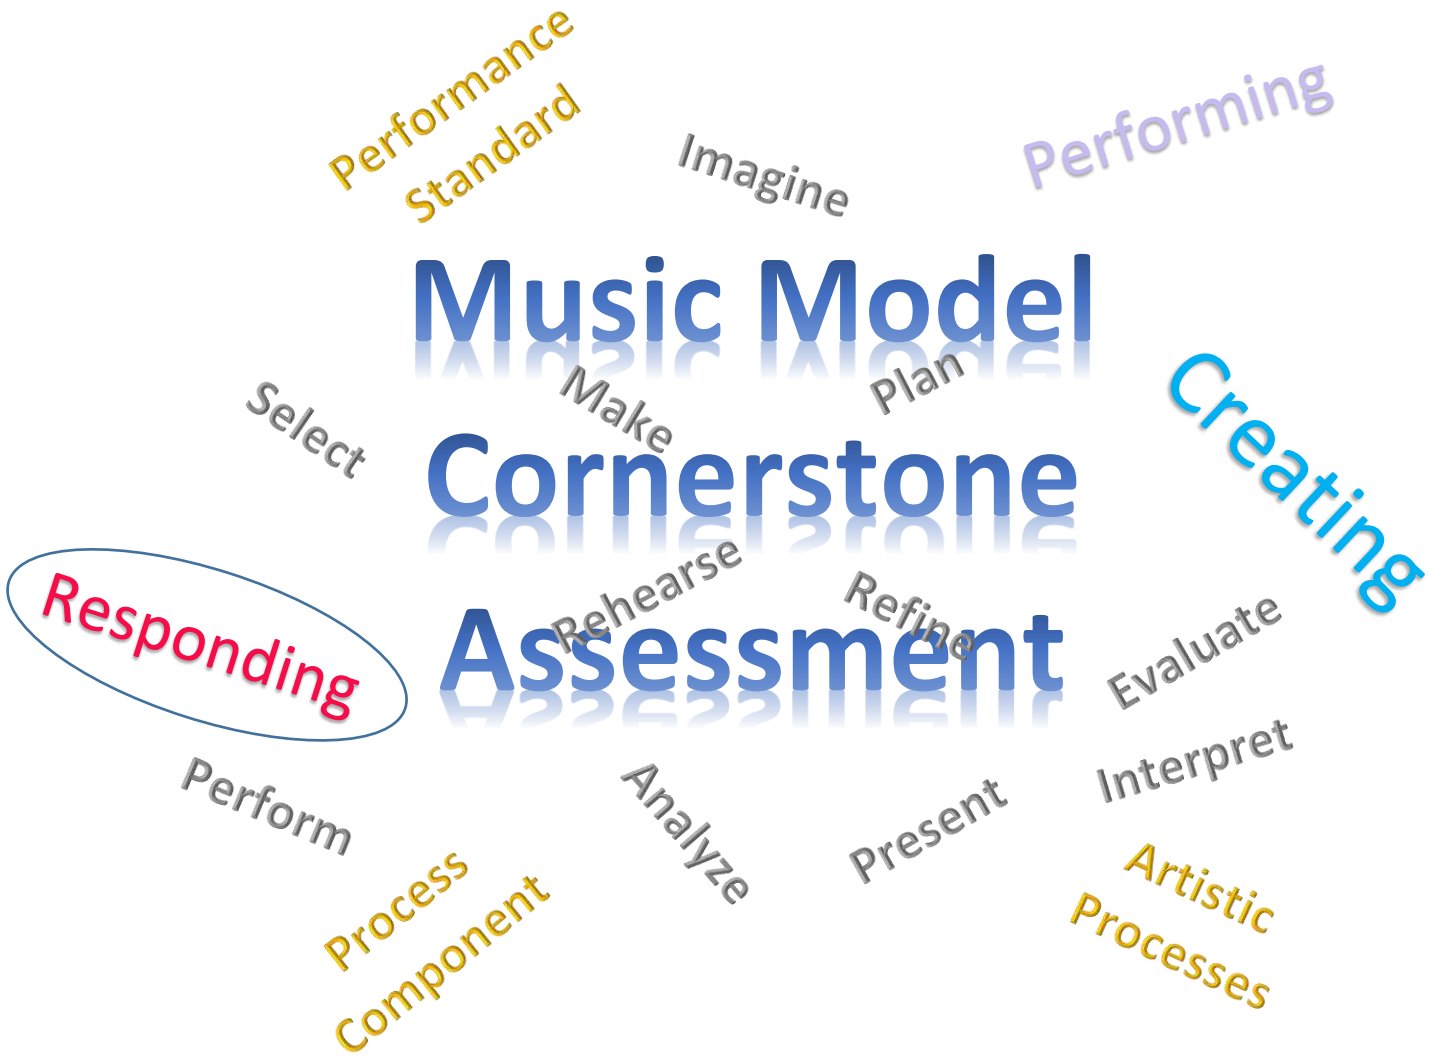 Performance
Standard
Imagine
Performing
Music Model
Select
Make
Plan
Creating
Cornerstone
Rehearse
Refine
Responding
Assessment
Evaluate
Interpret
Perform
Analyze
Present
Process
Component
Artistic
Processes